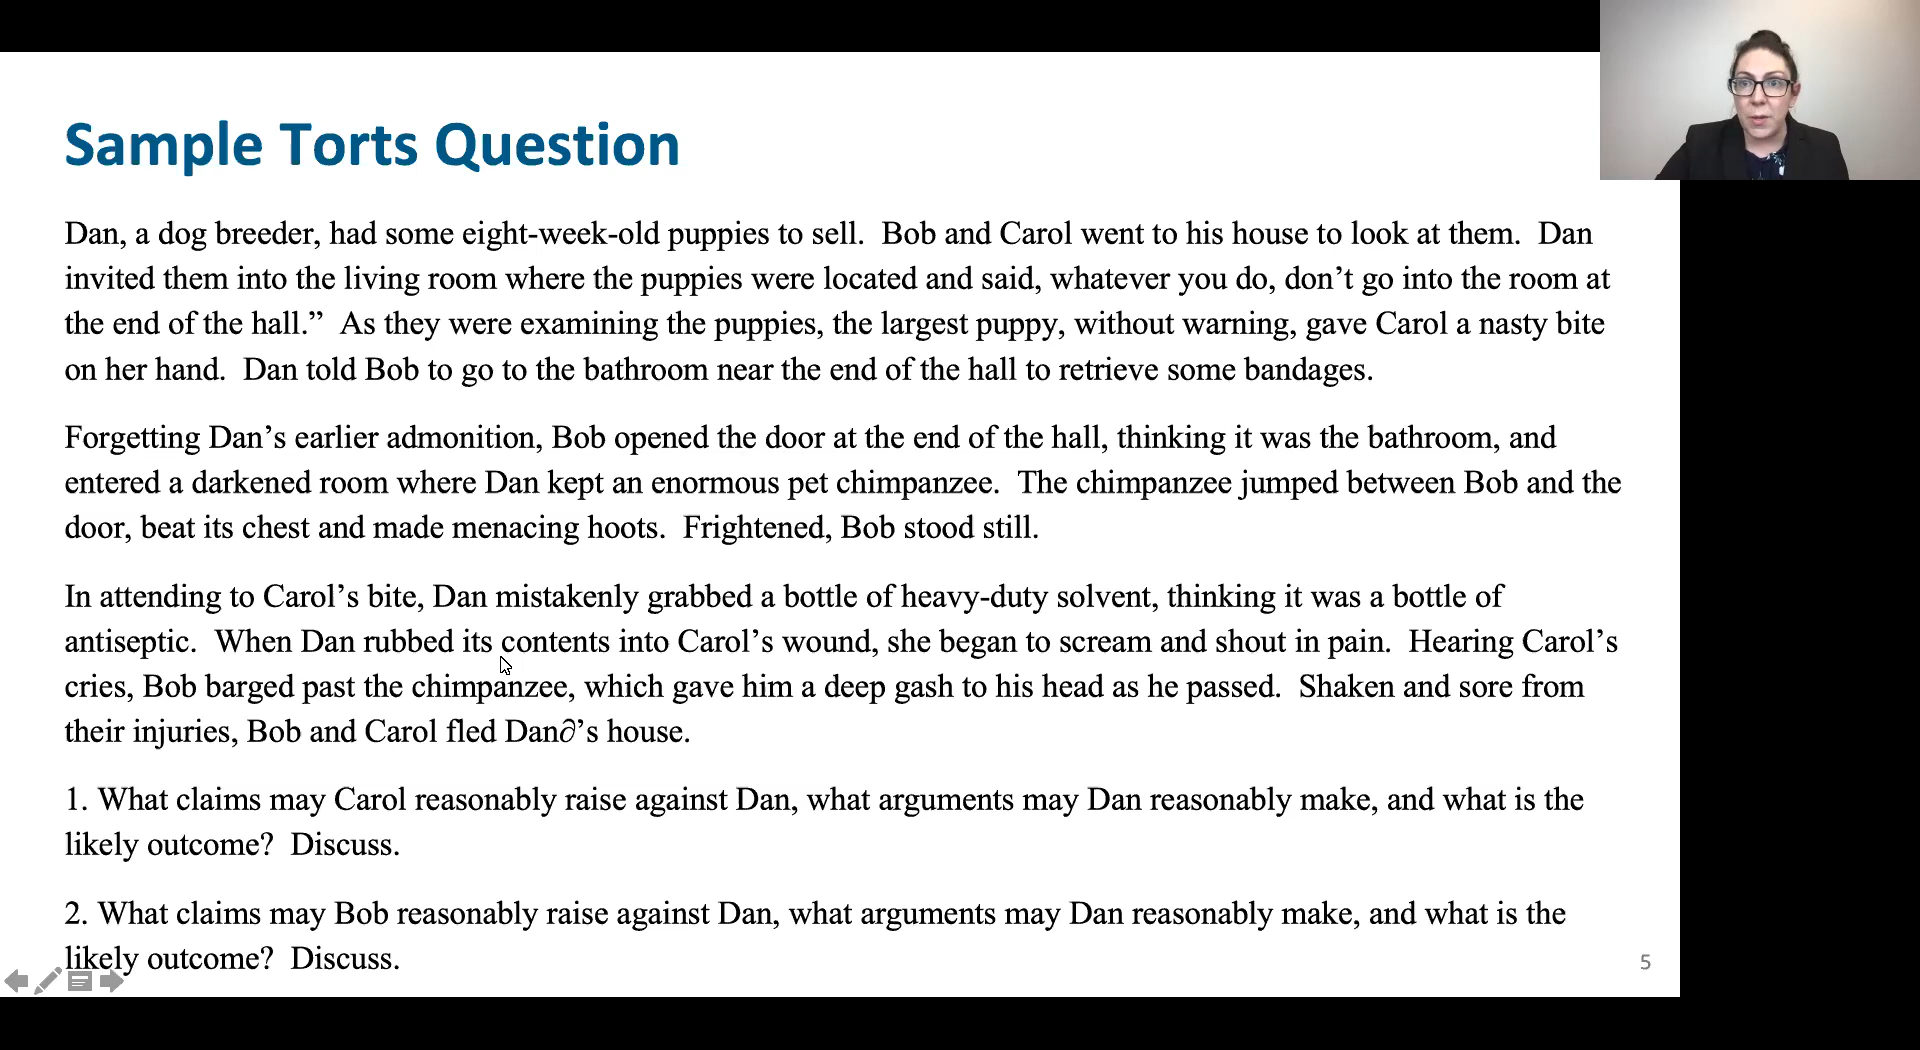 Sample Torts Question
Dan, a dog breeder, had some eight-week-old puppies to sell.  Bob and Carol went to his house to look at them.  Dan
invited them into the living room where the puppies were located and said, whatever you do, don’t go into the room at
the end of the hall.”  As they were examining the puppies, the largest puppy, without warning, gave Carol a nasty bite
on her hand.  Dan told Bob to go to the bathroom near the end of the hall to retrieve some bandages.
Forgetting Dan’s earlier admonition, Bob opened the door at the end of the hall, thinking it was the bathroom, and
entered a darkened room where Dan kept an enormous pet chimpanzee.  The chimpanzee jumped between Bob and the
door, beat its chest and made menacing hoots.  Frightened, Bob stood still.
In attending to Carol’s bite, Dan mistakenly grabbed a bottle of heavy-duty solvent, thinking it was a bottle of
antiseptic.  When Dan rubbed its contents into Carol’s wound, she began to scream and shout in pain.  Hearing Carol’s
cries, Bob barged past the chimpanzee, which gave him a deep gash to his head as he passed.  Shaken and sore from
their injuries, Bob and Carol fled Dan∂’s house.
1. What claims may Carol reasonably raise against Dan, what arguments may Dan reasonably make, and what is the
likely outcome?  Discuss.
2. What claims may Bob reasonably raise against Dan, what arguments may Dan reasonably make, and what is the
likely outcome?  Discuss.
5